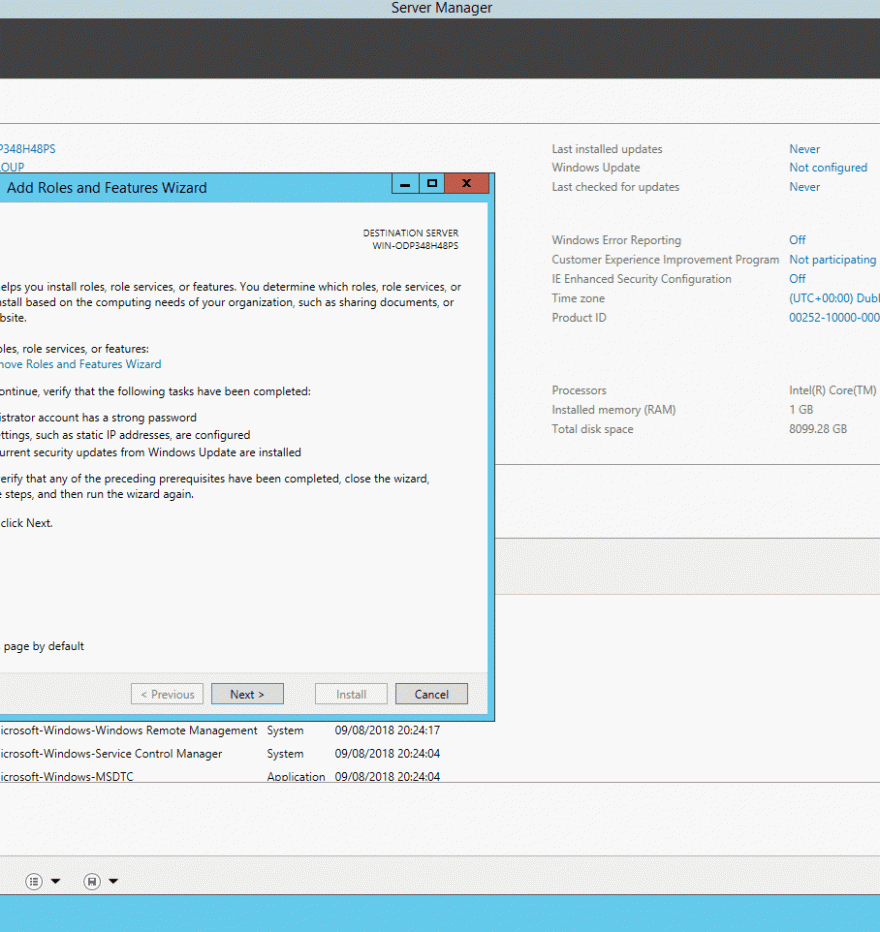 Server Manager
P348H48PS
OUP
Last installed updates Never
Windows Update Not configured
Last checked for updates Never
Windows Error Reporting Off
Customer Experience Improvement Program Not participating
IE Enhanced Security Configuration Off
Time zone (UTC+00:00) Dubl
Product ID 00252-10000-000
Processors Intel(R) Core(TM)
Installed memory (RAM) 1 GB
Total disk space 8099.28 GB
Add Roles and Features Wizard
DESTINATION SERVER
WIN-ODP348H48PS
elps you install roles, role services, or features. You determine which roles, role services, or
nstall based on the computing needs of your organization, such as sharing documents, or
bsite.
oles, role services, or features:
nove Roles and Features Wizard
ontinue, verify that the following tasks have been completed:
istrator account has a strong password
ttings, such as static IP addresses, are configured
urrent security updates from Windows Update are installed
verify that any of the preceding prerequisites have been completed, close the wizard,
e steps, and then run the wizard again.
click Next.
page by default
< Previous Next > Install Cancel
icrosoft-Windows-Windows Remote Management System 09/08/2018 20:24:17
icrosoft-Windows-Service Control Manager System 09/08/2018 20:24:04
icrosoft-Windows-MSDTC Application 09/08/2018 20:24:04